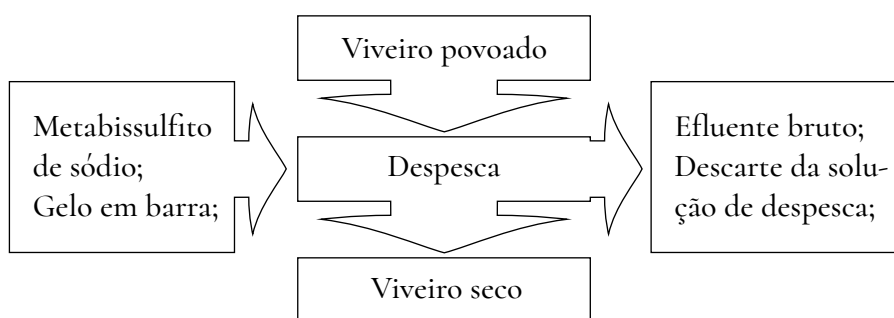 Viveiro povoado
Metabissulfito
de sódio;
Gelo em barra;
Despesca
Efluente bruto;
Descarte da solu-
ção de despesca;
Viveiro seco